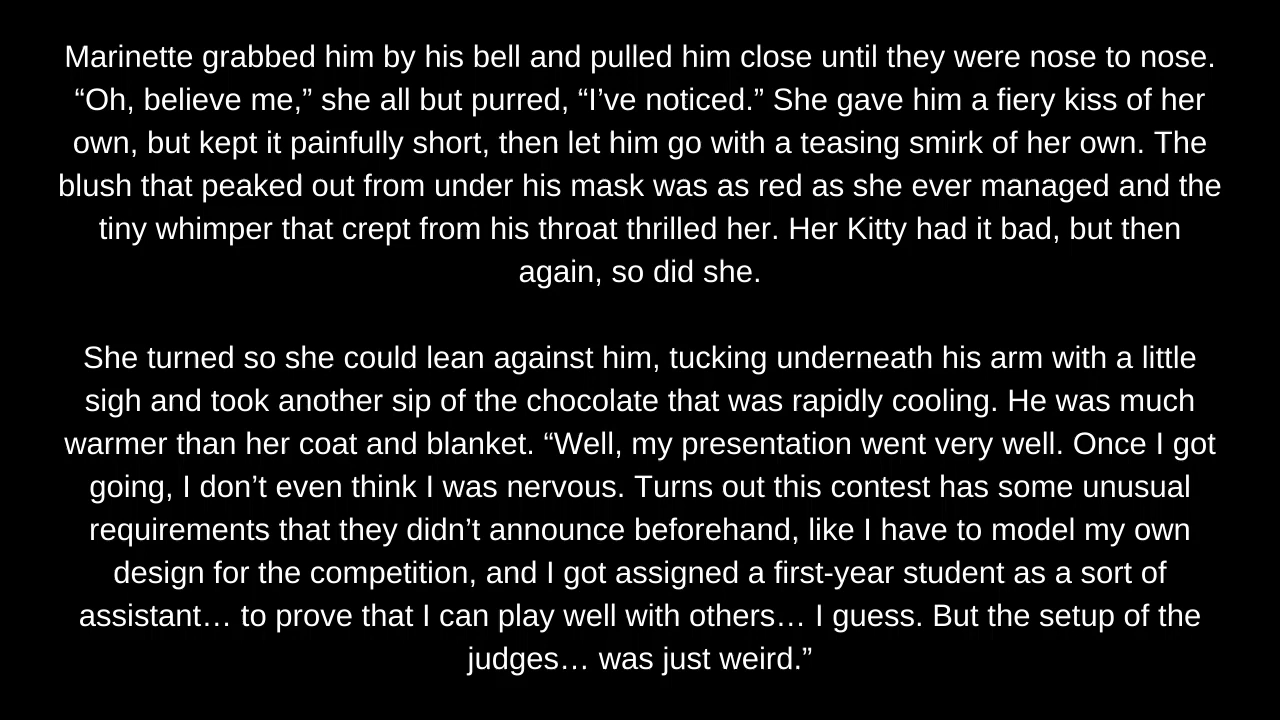 Marinette grabbed him by his bell and pulled him close until they were nose to nose.
“Oh, believe me,” she all but purred, “I’ve noticed.” She gave him a fiery kiss of her
own, but kept it painfully short, then let him go with a teasing smirk of her own. The
blush that peaked out from under his mask was as red as she ever managed and the
tiny whimper that crept from his throat thrilled her. Her Kitty had it bad, but then
again, so did she.
She turned so she could lean against him, tucking underneath his arm with a little
sigh and took another sip of the chocolate that was rapidly cooling. He was much
warmer than her coat and blanket. “Well, my presentation went very well. Once I got
going, I don’t even think I was nervous. Turns out this contest has some unusual
requirements that they didn’t announce beforehand, like I have to model my own
design for the competition, and I got assigned a first-year student as a sort of
assistant… to prove that I can play well with others… I guess. But the setup of the
judges… was just weird.”